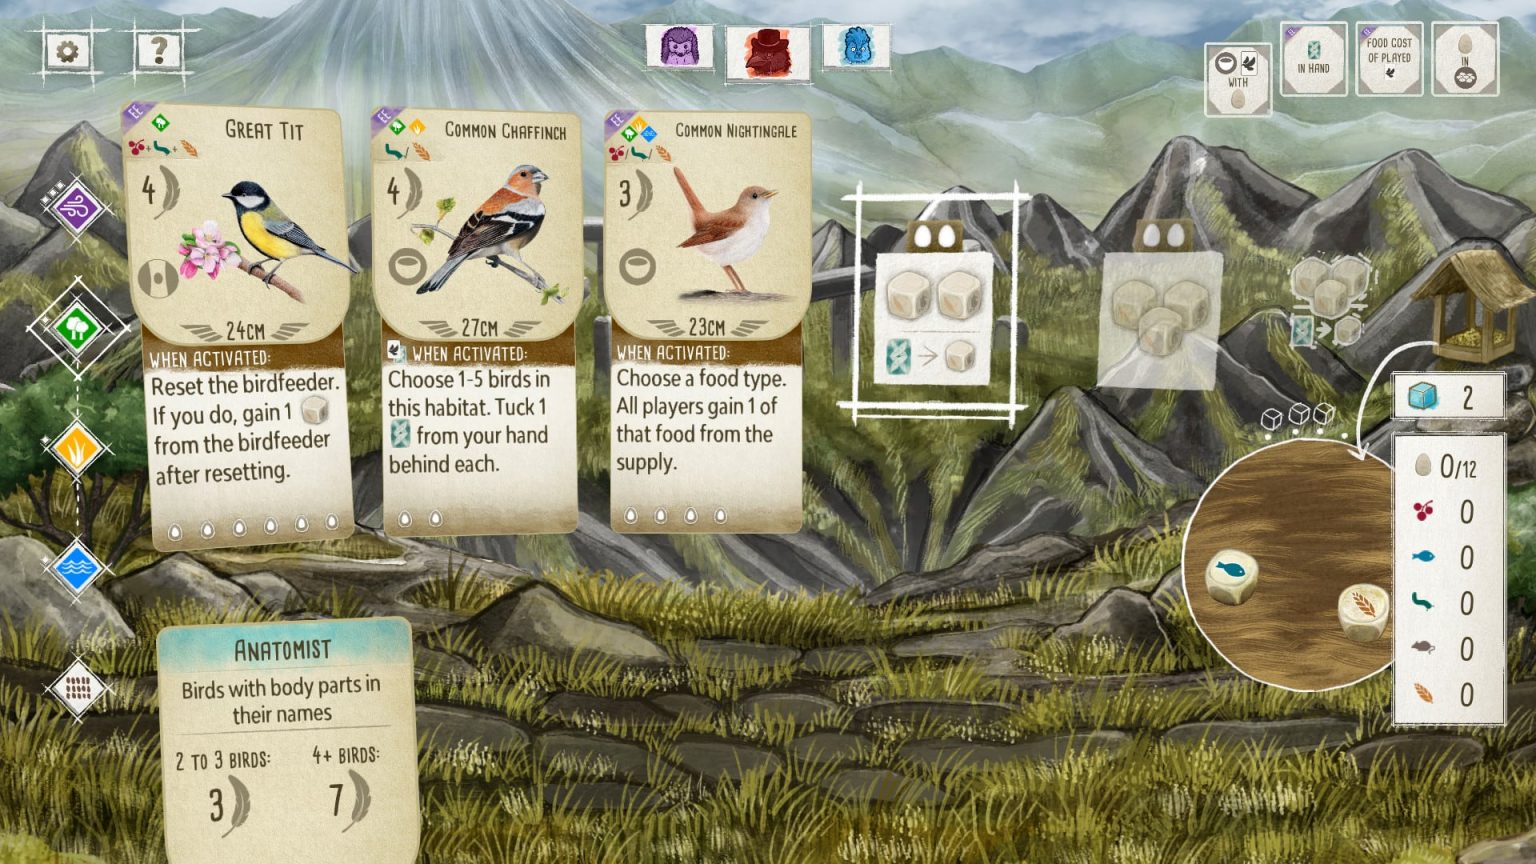 ?
WITH
IN HAND
FOOD COST
OF PLAYED
IN
EE
GREAT TIT
4
24CM
WHEN ACTIVATED:
Reset the birdfeeder.
If you do, gain 1
from the birdfeeder
after resetting.
EE
COMMON CHAFFINCH
4
27CM
WHEN ACTIVATED:
Choose 1-5 birds in
this habitat. Tuck 1
from your hand
behind each.
EE
COMMON NIGHTINGALE
3
23CM
WHEN ACTIVATED:
Choose a food type.
All players gain 1 of
that food from the
supply.
2
0/12
0
0
0
0
0
ANATOMIST
Birds with body parts in
their names
2 TO 3 BIRDS:
3
4+ BIRDS:
7